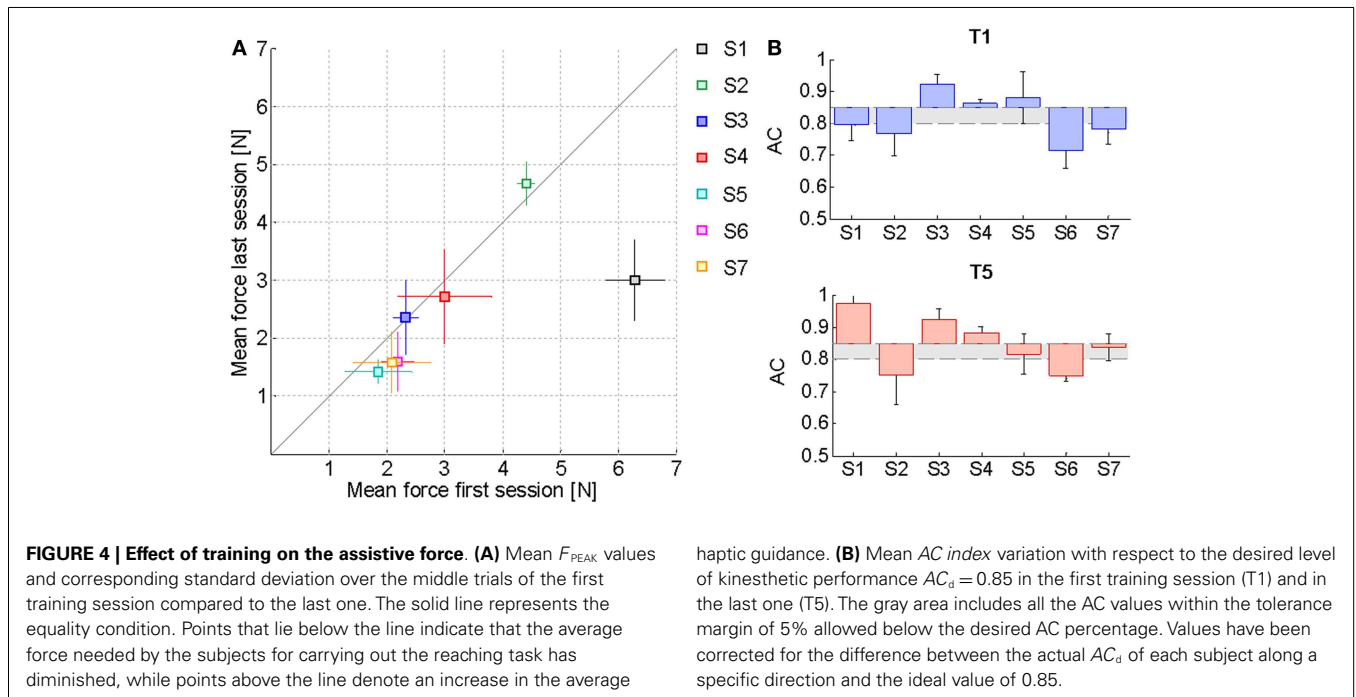 A
7
6
5
4
3
2
1
Mean force last session [N]
1 2 3 4 5 6 7
Mean force first session [N]
S1
S2
S3
S4
S5
S6
S7
B
T1
1
0.9
0.8
0.7
0.6
0.5
AC
S1 S2 S3 S4 S5 S6 S7
T5
1
0.9
0.8
0.7
0.6
0.5
AC
S1 S2 S3 S4 S5 S6 S7
FIGURE 4 | Effect of training on the assistive force. (A) Mean F_PEAK values
and corresponding standard deviation over the middle trials of the first
training session compared to the last one. The solid line represents the
equality condition. Points that lie below the line indicate that the average
force needed by the subjects for carrying out the reaching task has
diminished, while points above the line denote an increase in the average
haptic guidance. (B) Mean AC index variation with respect to the desired level
of kinesthetic performance AC_d = 0.85 in the first training session (T1) and in
the last one (T5). The gray area includes all the AC values within the tolerance
margin of 5% allowed below the desired AC percentage. Values have been
corrected for the difference between the actual AC_d of each subject along a
specific direction and the ideal value of 0.85.